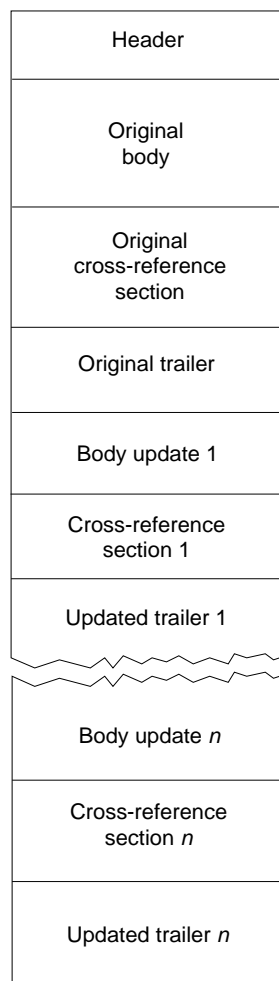 Header
Original
body
Original
cross-reference
section
Original trailer
Body update 1
Cross-reference
section 1
Updated trailer 1
Body update n
Cross-reference
section n
Updated trailer n